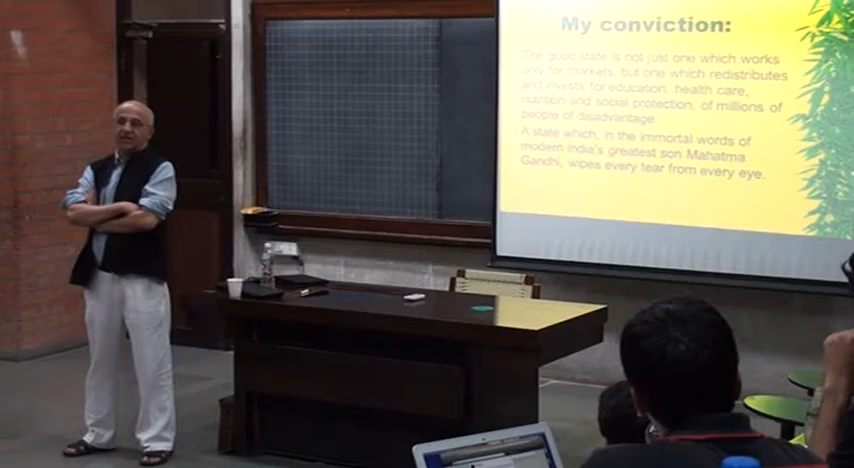 My conviction:
The good state is not just one which works
only for markets, but one which redistributes
and invests for education, health care,
nutrition and social protection, of millions of
people of disadvantage.
A state which, in the immortal words of
modern India's greatest son Mahatma
Gandhi, wipes every tear from every eye.